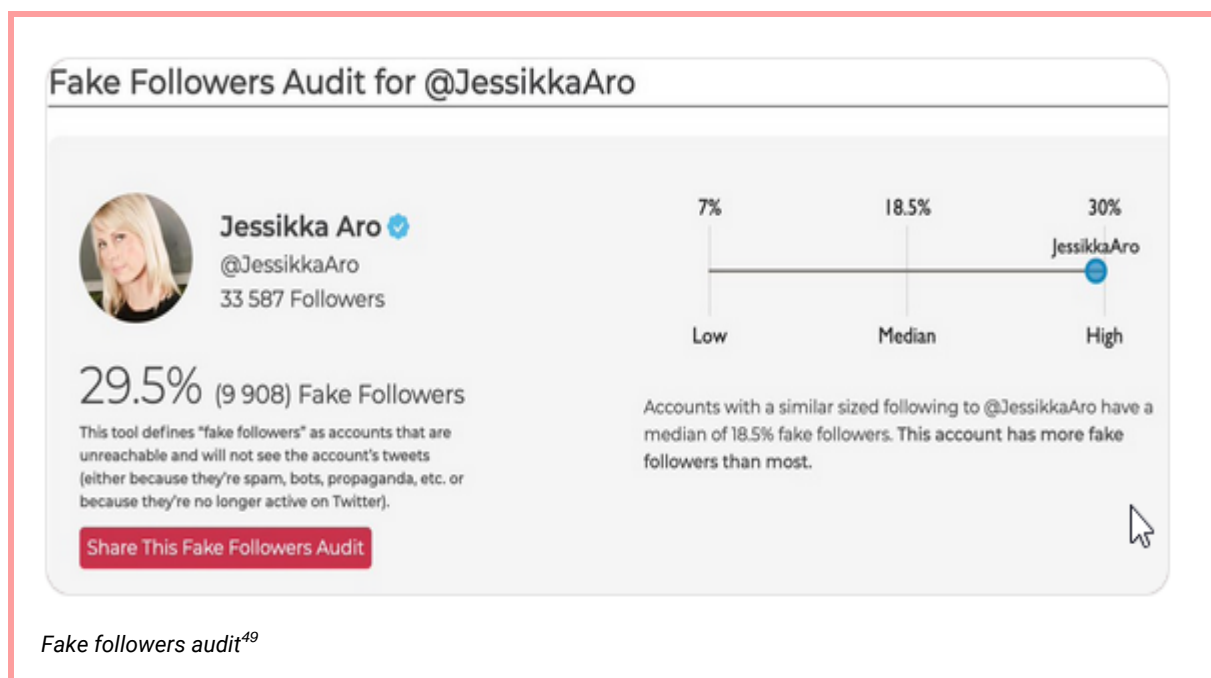 Fake Followers Audit for @JessikkaAro
Jessikka Aro
@JessikkaAro
33 587 Followers
29.5% (9 908) Fake Followers
This tool defines "fake followers" as accounts that are
unreachable and will not see the account's tweets
(either because they're spam, bots, propaganda, etc. or
because they're no longer active on Twitter).
Share This Fake Followers Audit
7% 18.5% 30%
JessikkaAro
Low Median High
Accounts with a similar sized following to @JessikkaAro have a
median of 18.5% fake followers. This account has more fake
followers than most.
Fake followers audit49